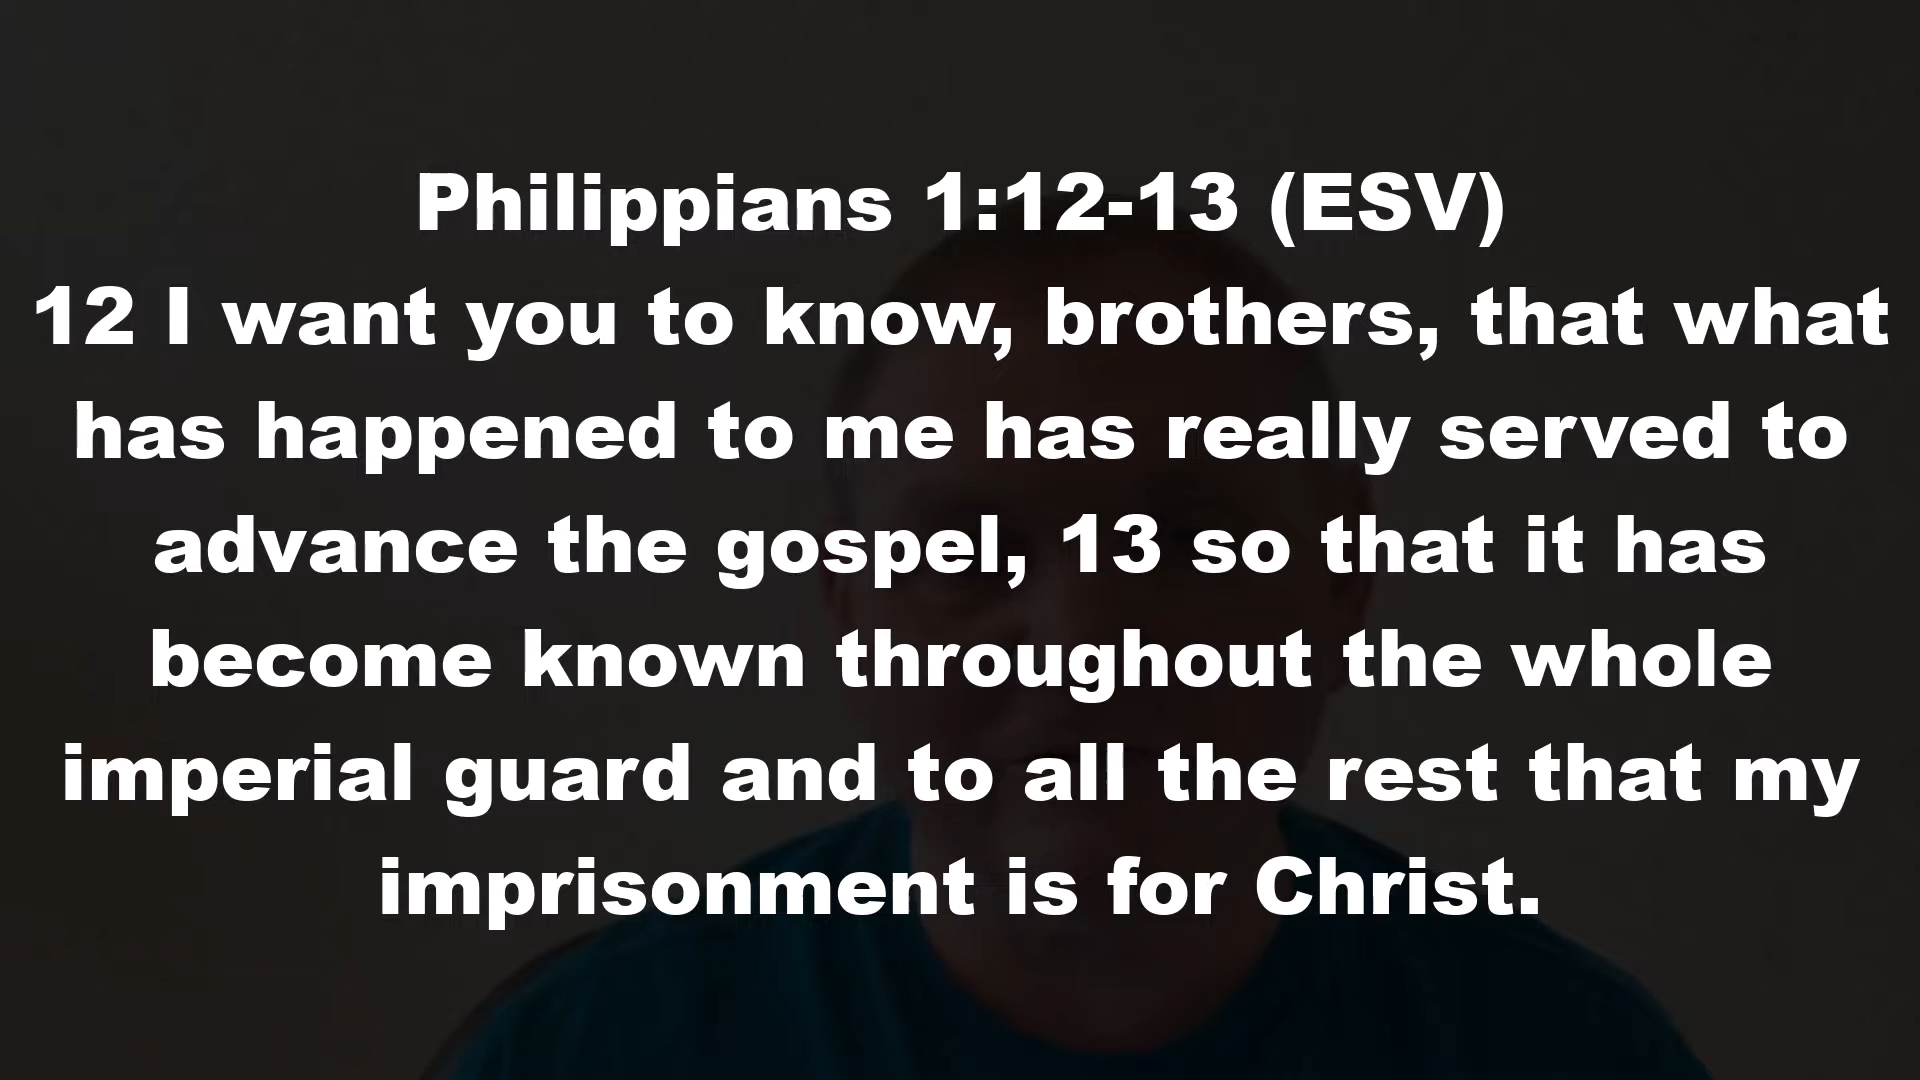 Philippians 1:12-13 (ESV)
12 I want you to know, brothers, that what
has happened to me has really served to
advance the gospel, 13 so that it has
become known throughout the whole
imperial guard and to all the rest that my
imprisonment is for Christ.